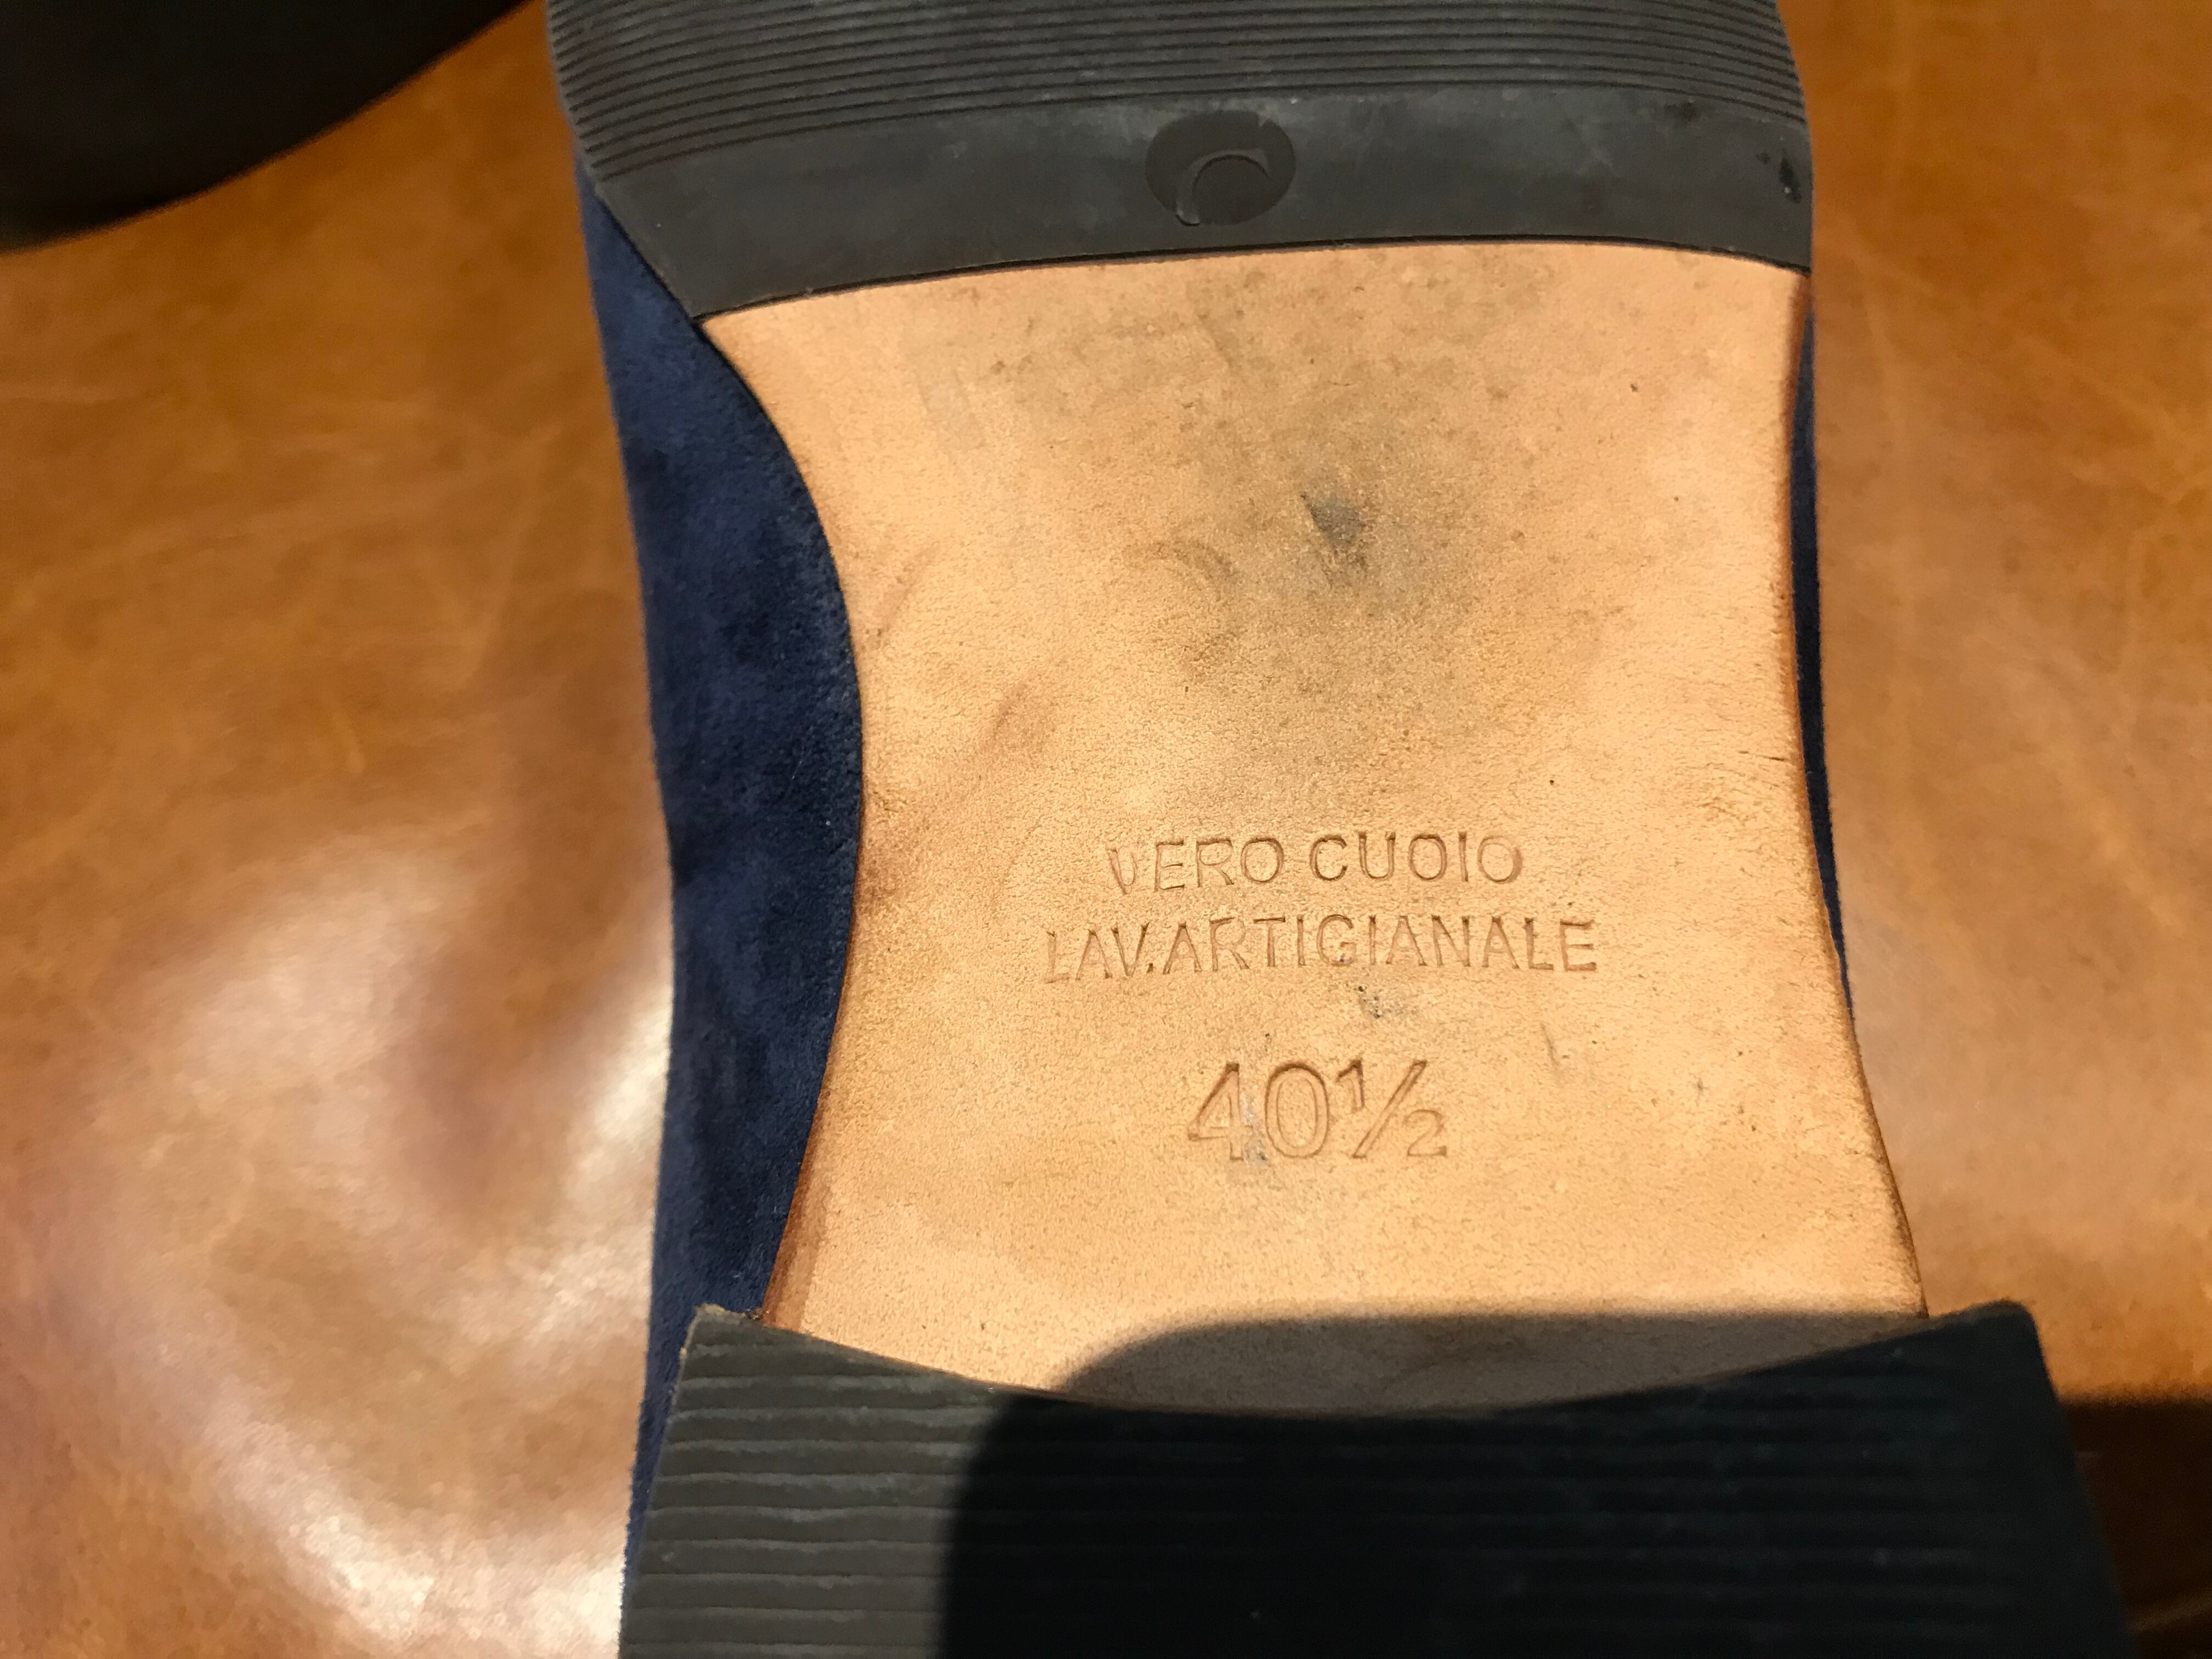 VERO CUOIO
LAV.ARTIGIANALE
40½